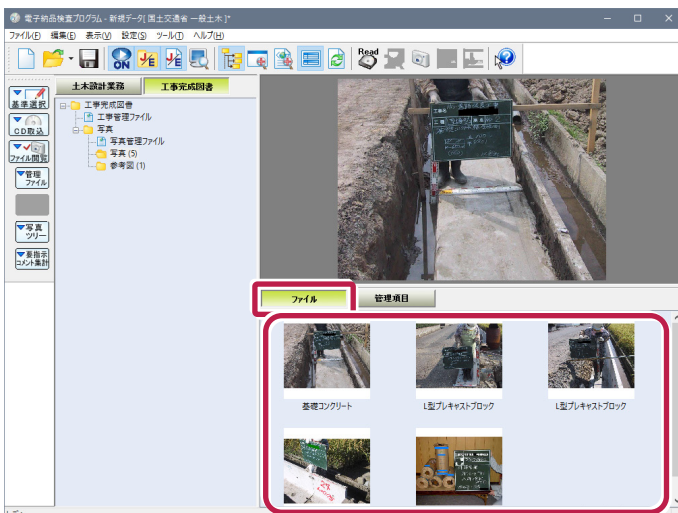 電子納品検査プログラム - 新規データ[ 国土交通省 一般土木 ]*
ファイル(F) 編集(E) 表示(V) 設定(S) ツール(T) ヘルプ(H)
ON
J/E
J/E
Read
基準選択
CD取込
ファイル閲覧
管理
ファイル
写真
ツリー
要指示
コメント集計
土木設計業務
工事完成図書
工事完成図書
工事管理ファイル
写真
写真管理ファイル
写真 (5)
参考図 (1)
ファイル
管理項目
基礎コンクリート
L型プレキャストブロック
L型プレキャストブロック